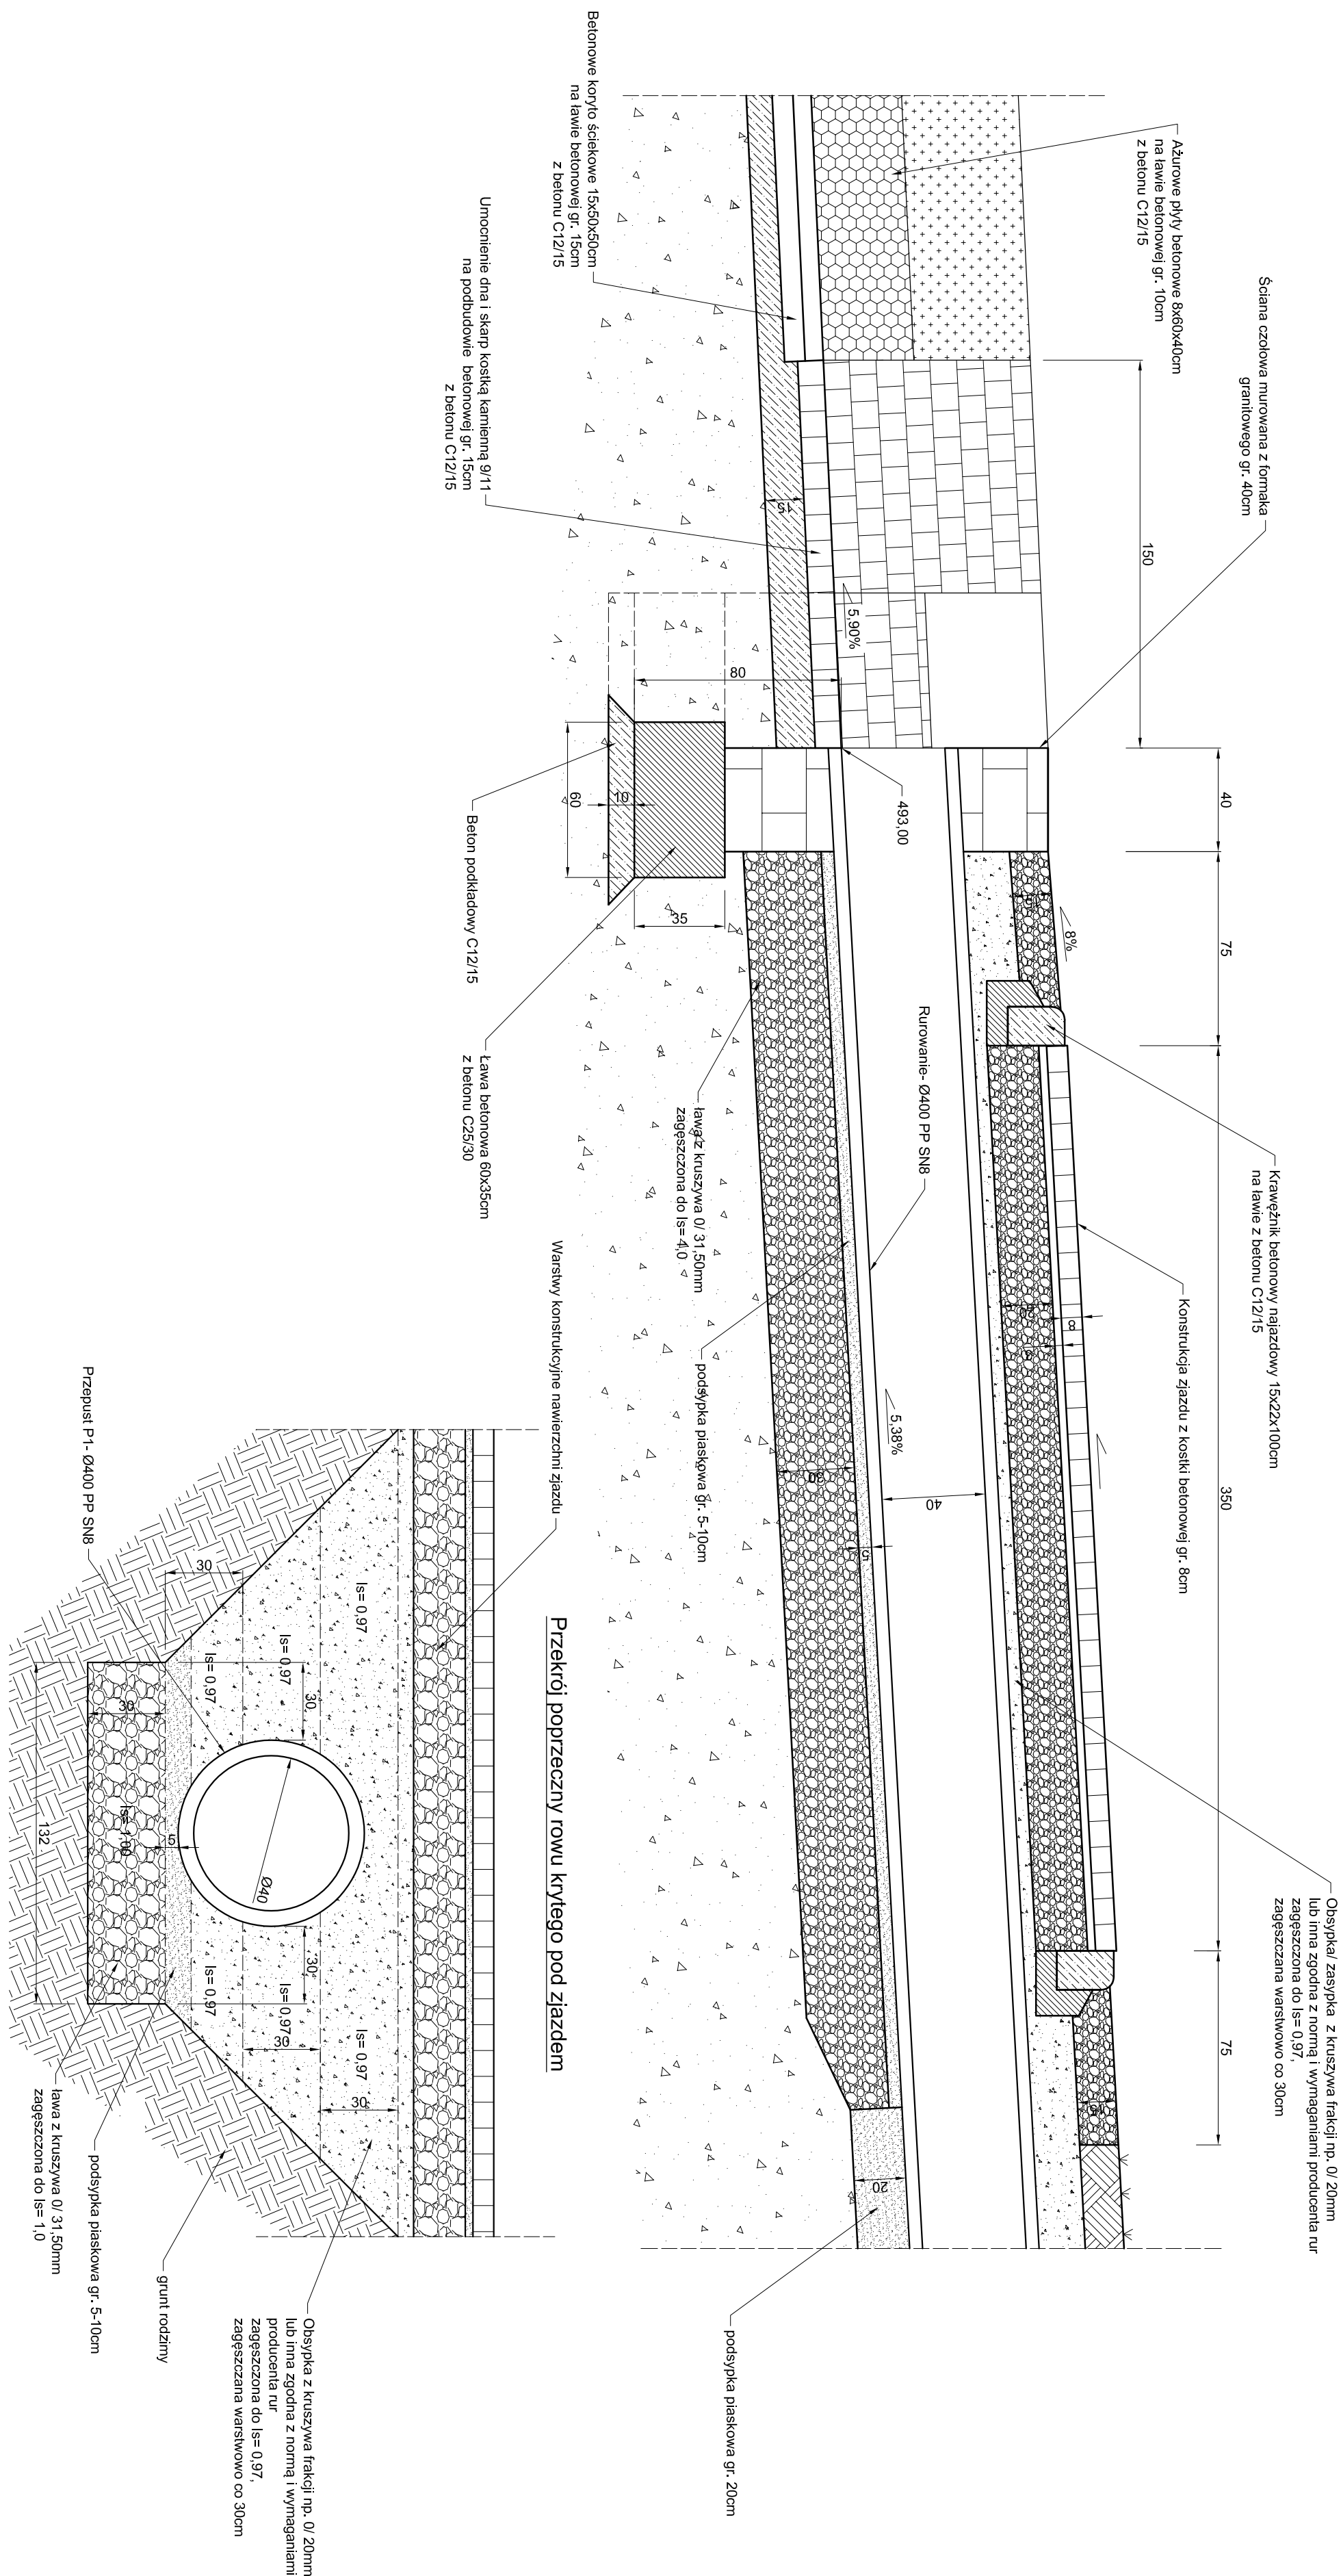 Ściana czołowa murowana z formaka
granitowego gr. 40cm
Ażurowe płyty betonowe 8x60x40cm
na ławie betonowej gr. 10cm
z betonu C12/15
Betonowe koryto ściekowe 15x50x50cm
na ławie betonowej gr. 15cm
z betonu C12/15
Umocnienie dna i skarp kostką kamienną 9/11
na podbudowie betonowej gr. 15cm
z betonu C12/15
150
40
75
350
75
15
5,90%
80
493,00
60
10
35
8%
Beton podkładowy C12/15
Ława betonowa 60x35cm
z betonu C25/30
Krawężnik betonowy najazdowy 15x22x100cm
na ławie z betonu C12/15
Konstrukcja zjazdu z kostki betonowej gr. 8cm
Rurowanie- Ø400 PP SN8
ława z kruszywa 0/ 31,50mm
zagęszczona do Is= 1,0
podsypka piaskowa gr. 5-10cm
20
8
3
5,38%
30
40
5
15
20
Obsypka/ zasypka z kruszywa frakcji np. 0/ 20mm
lub inna zgodna z normą i wymaganiami producenta rur
zagęszczona do Is= 0,97,
zagęszczana warstwowo co 30cm
podsypka piaskowa gr. 20cm
Przekrój poprzeczny rowu krytego pod zjazdem
Warstwy konstrukcyjne nawierzchni zjazdu
Przepust P1- Ø400 PP SN8
Is= 0,97
Is= 0,97
Is= 0,97
30
30
30
132
Is= 1,00
5
Ø40
30
30
30
Is= 0,97
Is= 0,97
Is= 0,97
Obsypka z kruszywa frakcji np. 0/ 20mm
lub inna zgodna z normą i wymaganiami
producenta rur
zagęszczona do Is= 0,97,
zagęszczana warstwowo co 30cm
grunt rodzimy
podsypka piaskowa gr. 5-10cm
ława z kruszywa 0/ 31,50mm
zagęszczona do Is= 1,0